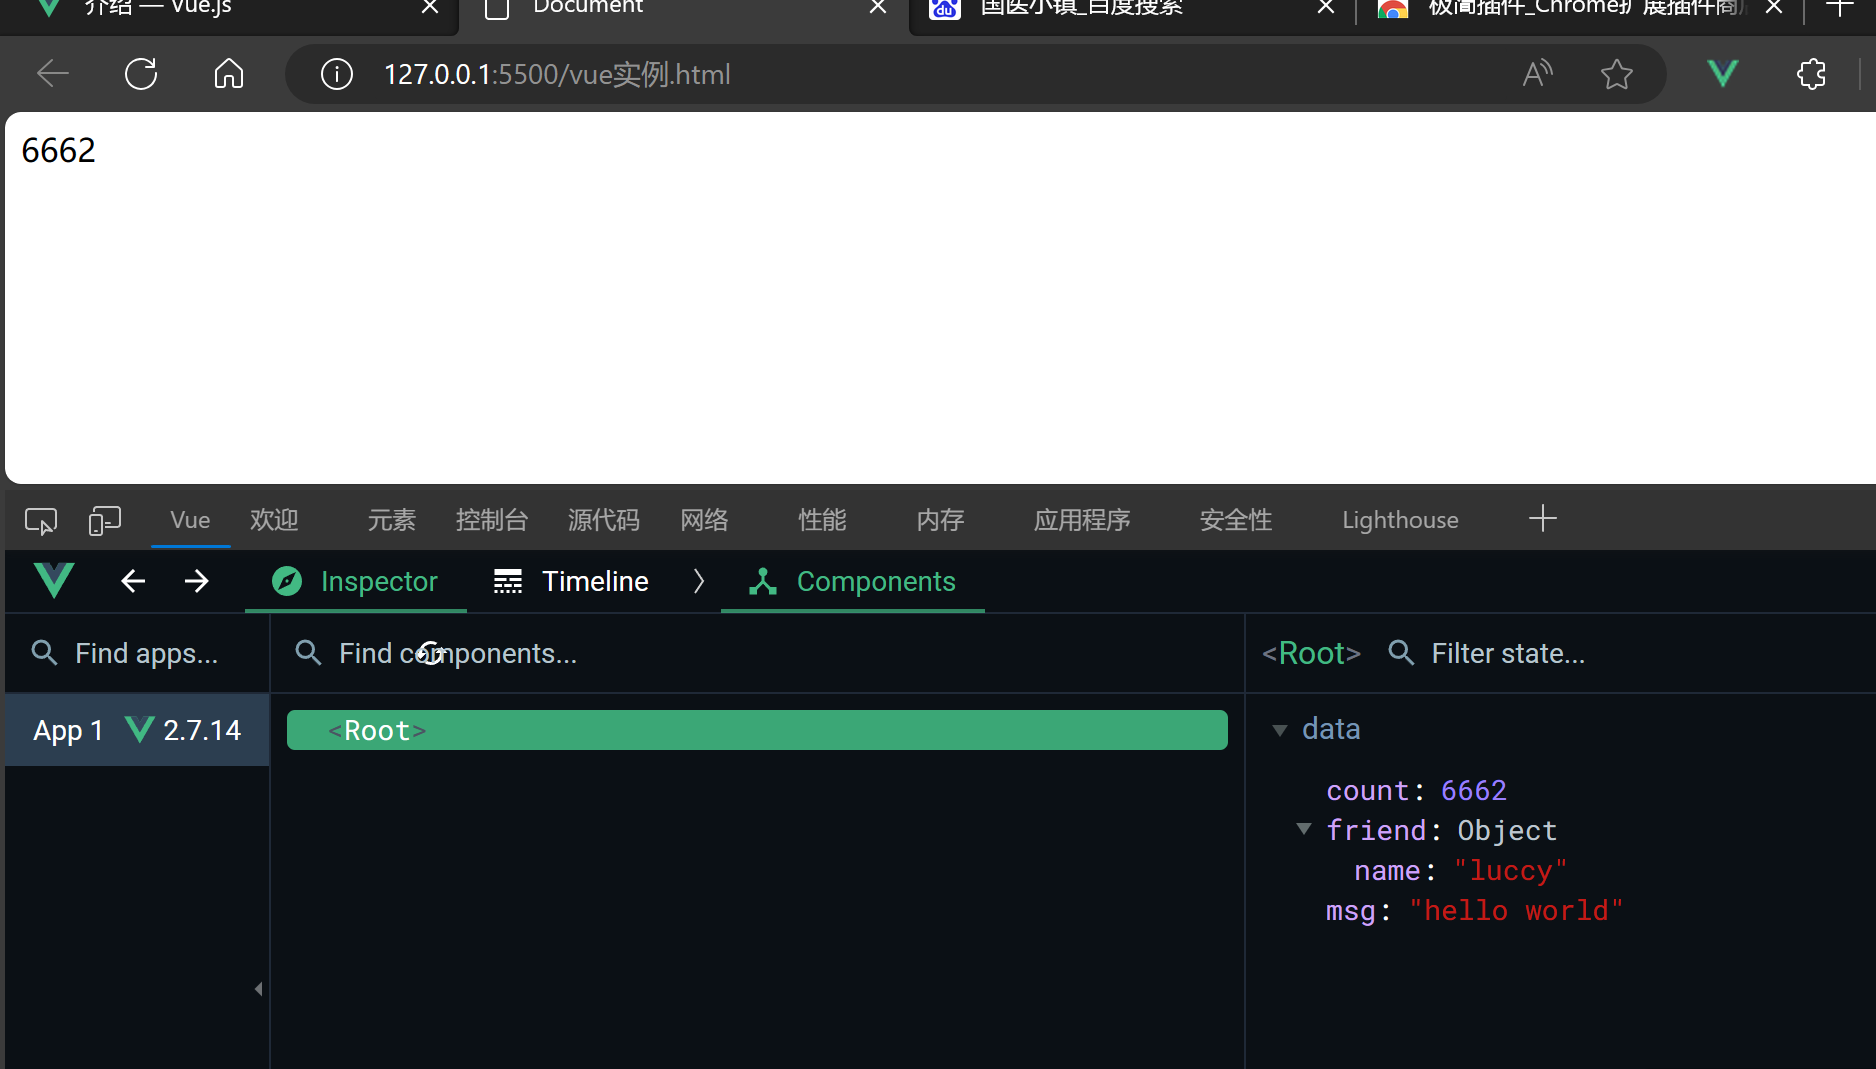 介绍 — Vue.js
Document
国医小镇_百度搜索
极简插件_Chrome扩展插件商店
127.0.0.1:5500/vue实例.html
6662
Vue 欢迎 元素 控制台 源代码 网络 性能 内存 应用程序 安全性 Lighthouse
Inspector Timeline Components
Find apps...
Find components...
<Root> Filter state...
App 1 2.7.14
<Root>
data
count: 6662
friend: Object
name: "luccy"
msg: "hello world"